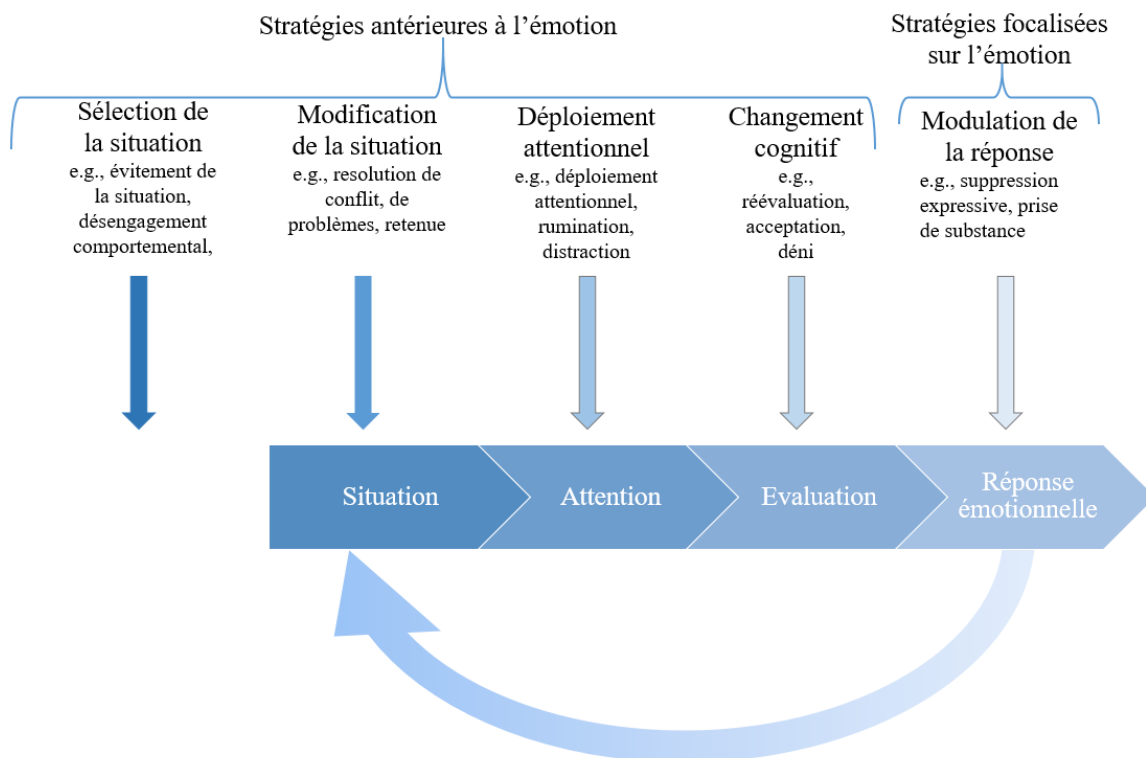 Stratégies antérieures à l’émotion
Stratégies focalisées
sur l’émotion
Sélection de
la situation
e.g., évitement de
la situation,
désengagement
comportemental,
Modification
de la situation
e.g., resolution de
conflit, de
problèmes, retenue
Déploiement
attentionnel
e.g., déploiement
attentionnel,
rumination,
distraction
Changement
cognitif
e.g.,
réévaluation,
acceptation,
déni
Modulation de
la réponse
e.g., suppression
expressive, prise
de substance
Situation
Attention
Evaluation
Réponse
émotionnelle